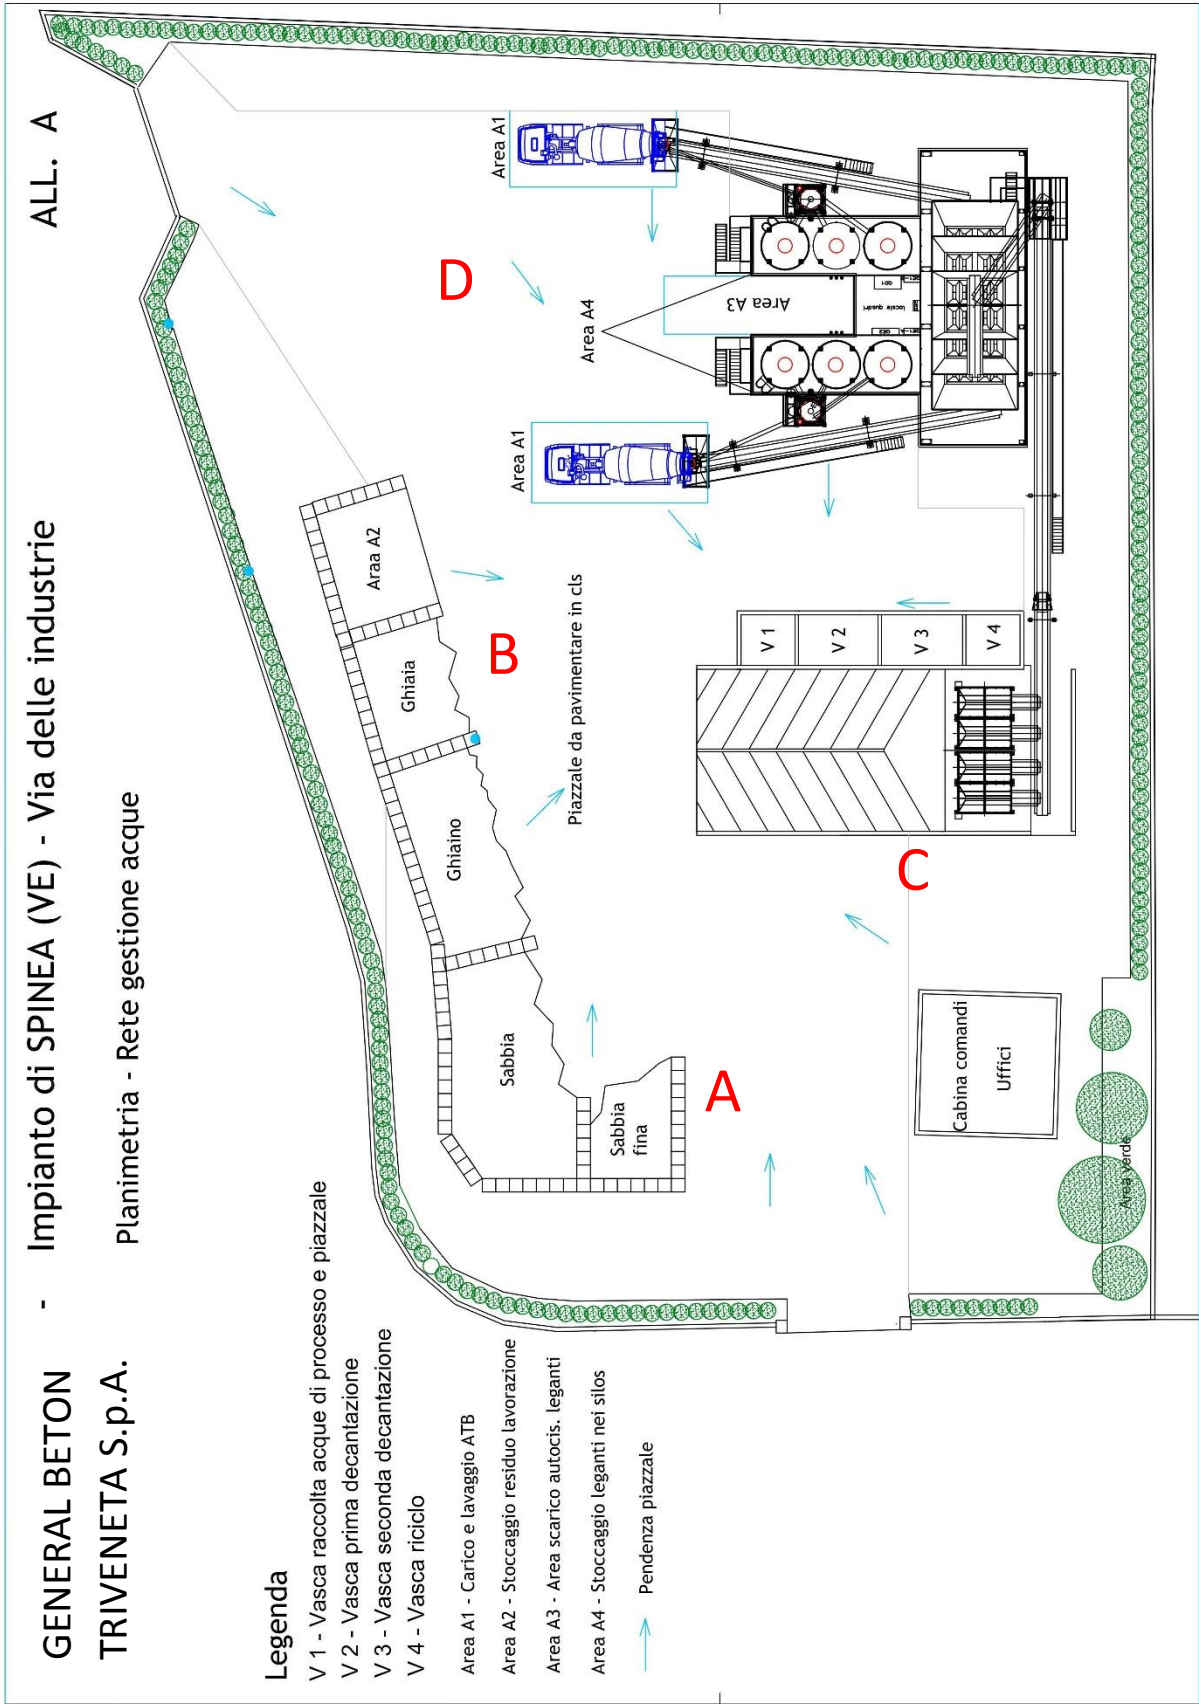 GENERAL BETON
TRIVENETA S.p.A.
- Impianto di SPINEA (VE) - Via delle industrie
ALL. A
Planimetria - Rete gestione acque
Legenda
V 1 - Vasca raccolta acque di processo e piazzale
V 2 - Vasca prima decantazione
V 3 - Vasca seconda decantazione
V 4 - Vasca riciclo
Area A1 - Carico e lavaggio ATB
Area A2 - Stoccaggio residuo lavorazione
Area A3 - Area scarico autocis. leganti
Area A4 - Stoccaggio leganti nei silos
Pendenza piazzale
Sabbia
Sabbia
fina
Ghiaino
Ghiaia
Araa A2
Area A1
Area A1
Area A4
Area A3
locale quadri
Piazzale da pavimentare in cls
V 1
V 2
V 3
V 4
Cabina comandi
Uffici
Area verde
A
B
C
D